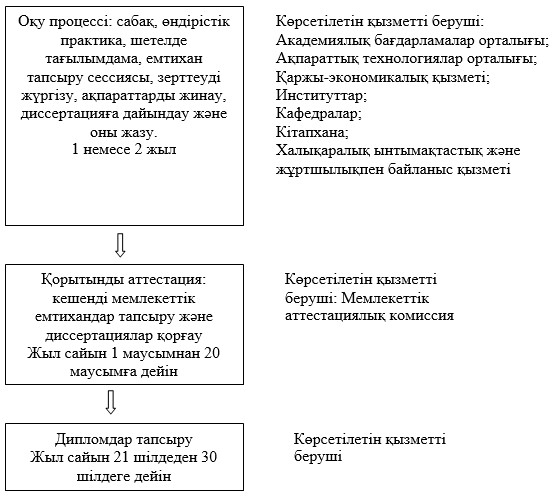 Оқу процессі: сабақ, өндірістік
практика, шетелде
тағылымдама, емтихан
тапсыру сессиясы, зерттеуді
жүргізу, ақпараттарды жинау,
диссертацияға дайындау және
оны жазу.
1 немесе 2 жыл
Көрсетілетін қызметті беруші:
Академиялық бағдарламалар орталығы;
Ақпараттық технологиялар орталығы;
Қаржы-экономикалық қызметі;
Институттар;
Кафедралар;
Кітапхана;
Халықаралық ынтымақтастық және
жұртшылықпен байланыс қызметі
Қорытынды аттестация:
кешенді мемлекеттік
емтихандар тапсыру және
диссертациялар қорғау
Жыл сайын 1 маусымнан 20
маусымға дейін
Көрсетілетін қызметті
беруші: Мемлекеттік
аттестациялық комиссия
Дипломдар тапсыру
Жыл сайын 21 шілдеден 30
шілдеге дейін
Көрсетілетін қызметті
беруші